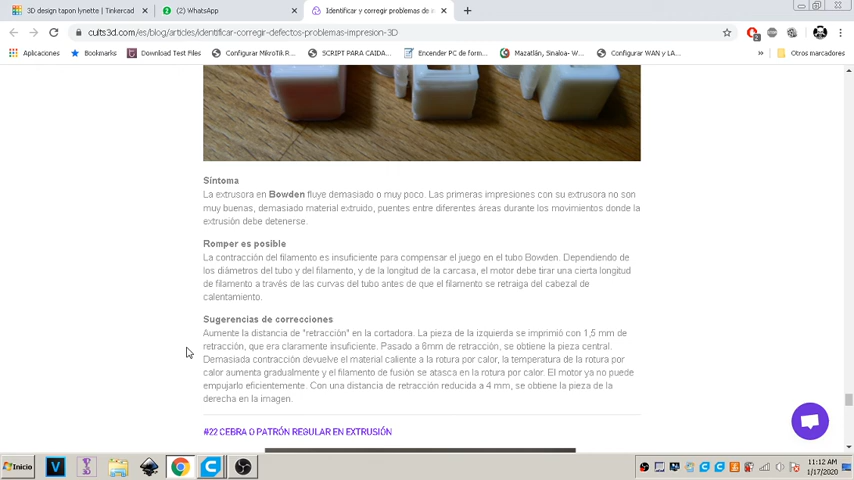 3D design tapon lynette | Tinkercad
(2) WhatsApp
Identificar y corregir problemas de i
cults3d.com/es/blog/articles/identificar-corregir-defectos-problemas-impresion-3D
Aplicaciones
Bookmarks
Download Test Files
Configurar MikroTiK R
SCRIPT PARA CAIDA...
Encender PC de form...
Mazatlán, Sinaloa- W...
Configurar WAN y LA
»
Otros marcadores
Síntoma
La extrusora en Bowden fluye demasiado o muy poco. Las primeras impresiones con su extrusora no son
muy buenas, demasiado material extruido, puentes entre diferentes áreas durante los movimientos donde la
extrusión debe detenerse.
Romper es posible
La contracción del filamento es insuficiente para compensar el juego en el tubo Bowden. Dependiendo de
los diámetros del tubo y del filamento, y de la longitud de la carcasa, el motor debe tirar una cierta longitud
de filamento a través de las curvas del tubo antes de que el filamento se retraiga del cabezal de
calentamiento.
Sugerencias de correcciones
Aumente la distancia de "retracción" en la cortadora. La pieza de la izquierda se imprimió con 1,5 mm de
retracción, que era claramente insuficiente. Pasado a 6mm de retracción, se obtiene la pieza central.
Demasiada contracción devuelve el material caliente a la rotura por calor, la temperatura de la rotura por
calor aumenta gradualmente y el filamento de fusión se atasca en la rotura por calor. El motor ya no puede
empujarlo eficientemente. Con una distancia de retracción reducida a 4 mm, se obtiene la pieza de la
derecha en la imagen.
#22 CEBRA O PATRÓN REGULAR EN EXTRUSIÓN
Inicio
11:12 AM
1/17/2020